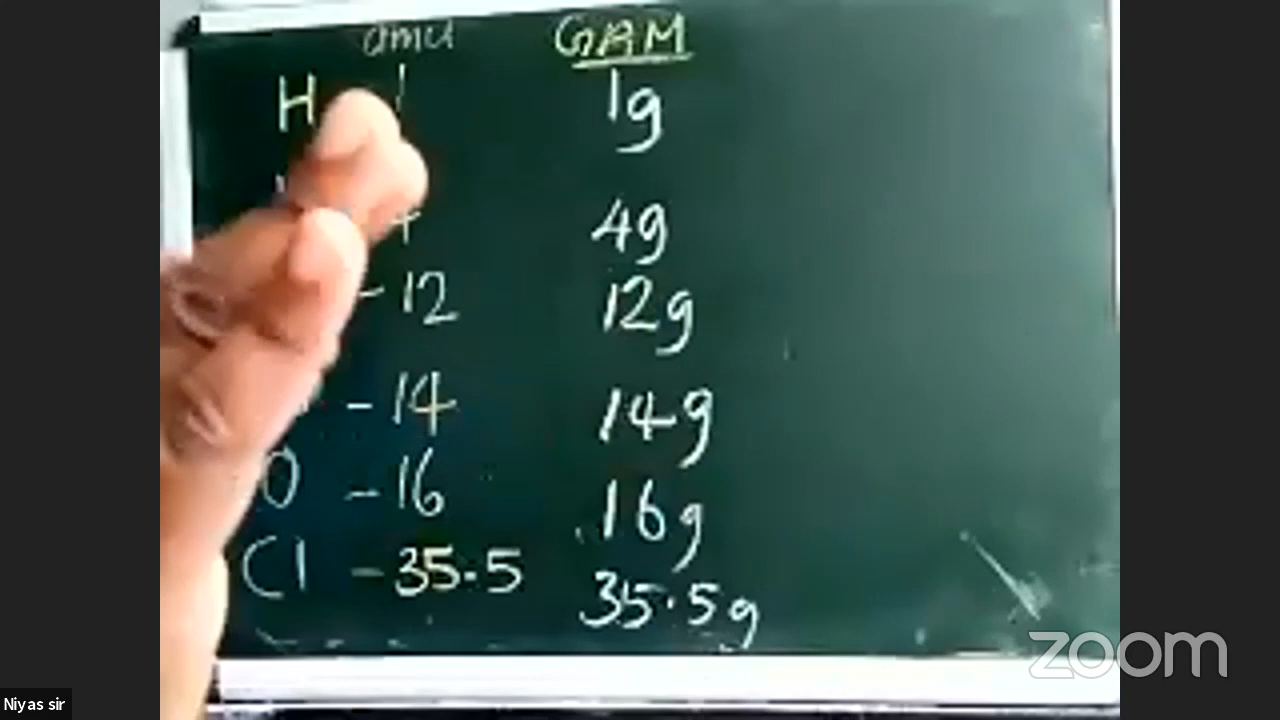 amu GAM
H 1 1g
4 4g
- 12 12g
- 14 14g
O - 16 16g
Cl - 35.5 35.5g
zoom
Niyas sir